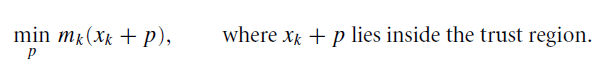 min m_k(x_k + p),    where x_k + p lies inside the trust region.
p